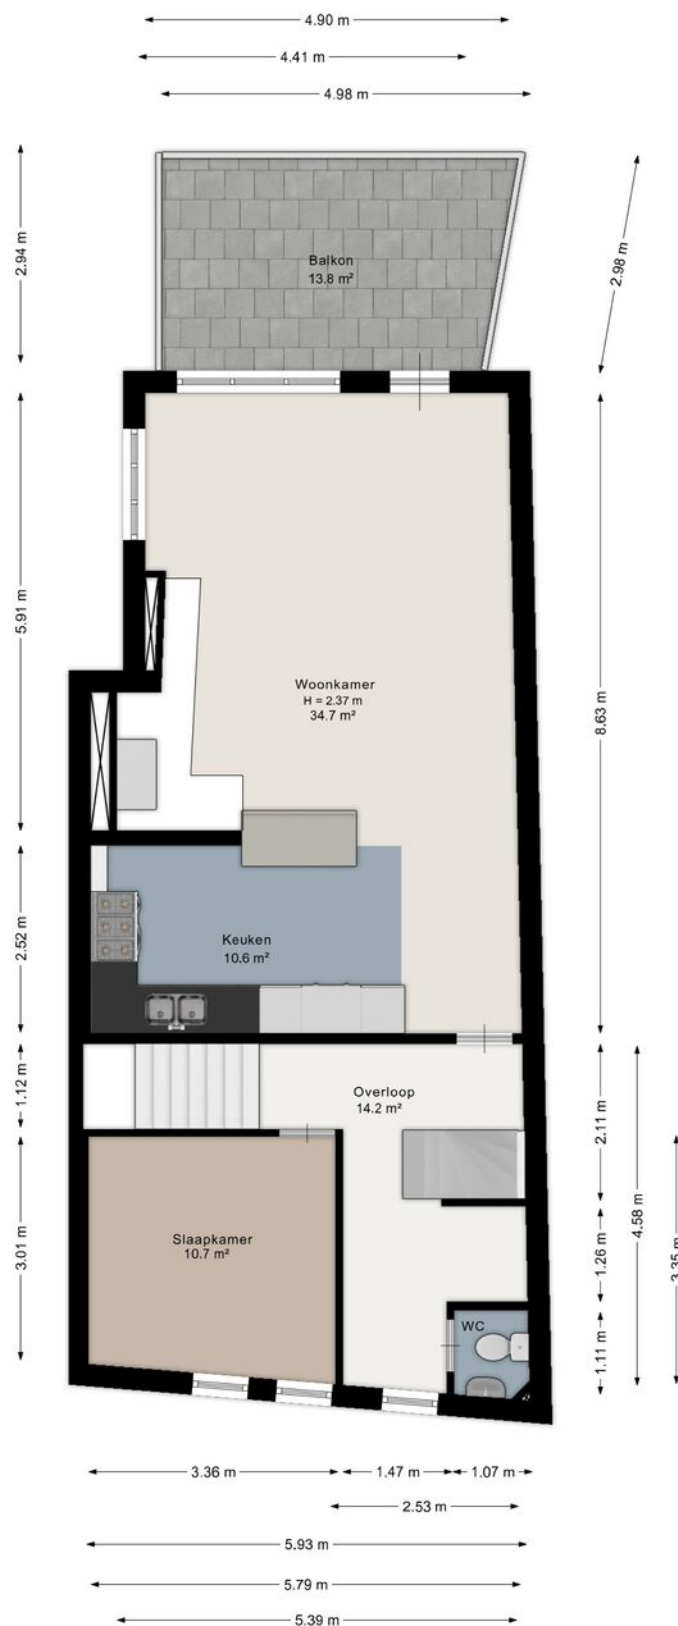 4.90 m
4.41 m
4.98 m
2.94 m
2.98 m
Balkon
13.8 m²
5.91 m
8.63 m
Woonkamer
H = 2.37 m
34.7 m²
2.52 m
Keuken
10.6 m²
1.12 m
Overloop
14.2 m²
2.11 m
4.58 m
3.01 m
Slaapkamer
10.7 m²
1.26 m
3.35 m
WC
1.11 m
3.36 m
1.47 m
1.07 m
2.53 m
5.93 m
5.79 m
5.39 m